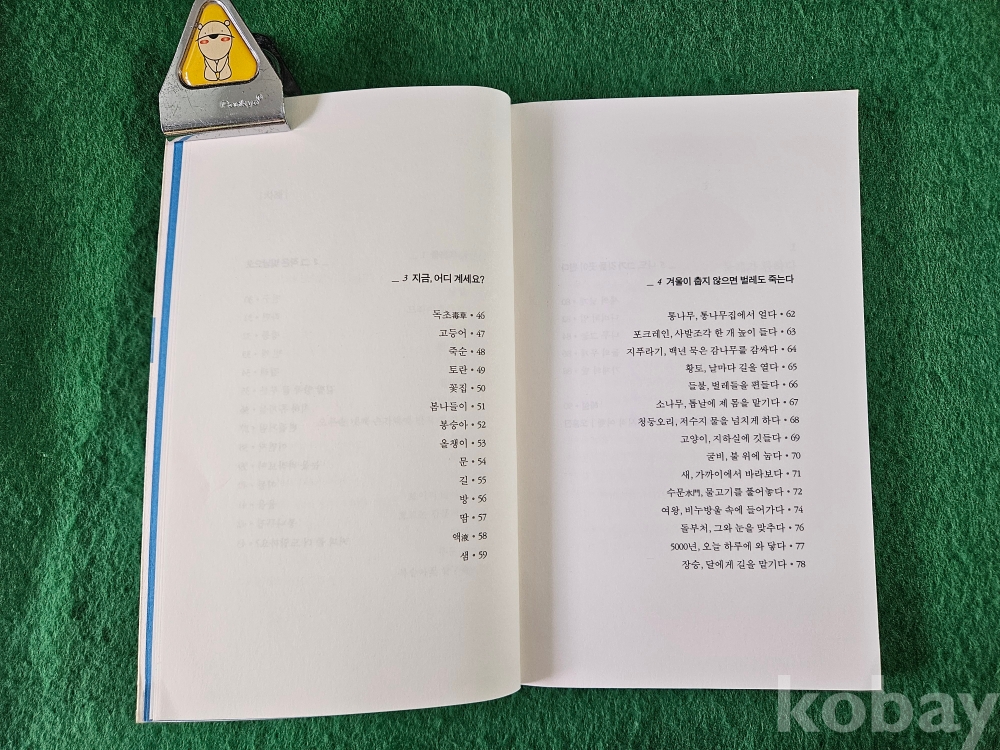 _ 3 지금, 어디 계세요?
독초毒草 • 46
고등어 • 47
죽순 • 48
토란 • 49
꽃집 • 50
봄나들이 • 51
봉숭아 • 52
올챙이 • 53
문 • 54
길 • 55
방 • 56
땀 • 57
액液 • 58
샘 • 59
_ 4 겨울이 춥지 않으면 벌레도 죽는다
통나무, 통나무집에서 얼다 • 62
포크레인, 사발조각 한 개 높이 들다 • 63
지푸라기, 백년 묵은 감나무를 감싸다 • 64
황토, 날마다 길을 열다 • 65
들불, 벌레들을 편들다 • 66
소나무, 톱날에 제 몸을 맡기다 • 67
청둥오리, 저수지 물을 넘치게 하다 • 68
고양이, 지하실에 깃들다 • 69
굴비, 불 위에 눕다 • 70
새, 가까이에서 바라보다 • 71
수문水門, 물고기를 풀어놓다 • 72
여왕, 비누방울 속에 들어가다 • 74
돌부처, 그와 눈을 맞추다 • 76
5000년, 오늘 하루에 와 닿다 • 77
장승, 달에게 길을 맡기다 • 78
kobay